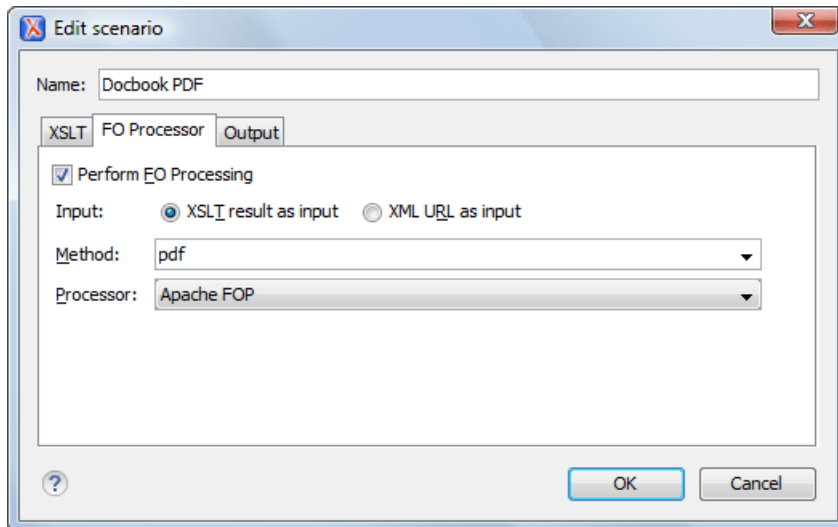 Edit scenario
Name: Docbook PDF
XSLT FO Processor Output
Perform FO Processing
Input: XSLT result as input XML URL as input
Method: pdf
Processor: Apache FOP
?
OK Cancel